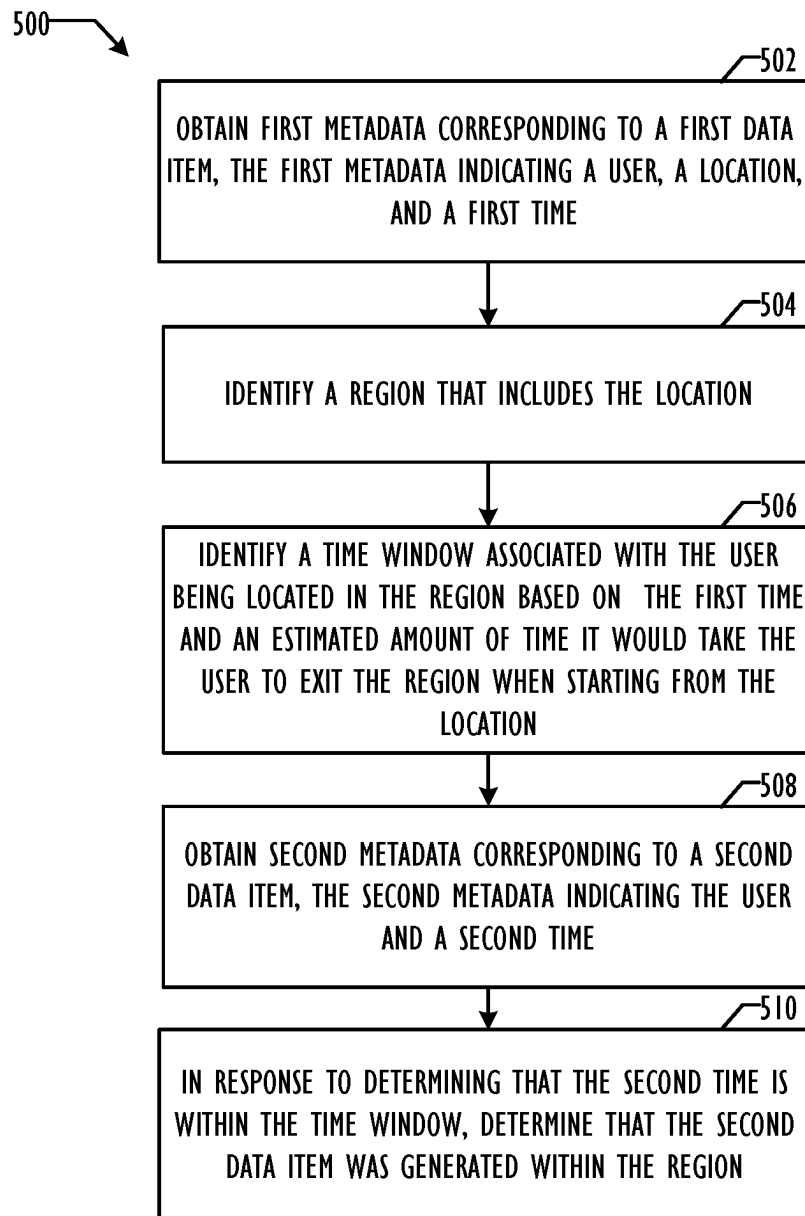 500
502
OBTAIN FIRST METADATA CORRESPONDING TO A FIRST DATA
ITEM, THE FIRST METADATA INDICATING A USER, A LOCATION,
AND A FIRST TIME
504
IDENTIFY A REGION THAT INCLUDES THE LOCATION
506
IDENTIFY A TIME WINDOW ASSOCIATED WITH THE USER
BEING LOCATED IN THE REGION BASED ON THE FIRST TIME
AND AN ESTIMATED AMOUNT OF TIME IT WOULD TAKE THE
USER TO EXIT THE REGION WHEN STARTING FROM THE
LOCATION
508
OBTAIN SECOND METADATA CORRESPONDING TO A SECOND
DATA ITEM, THE SECOND METADATA INDICATING THE USER
AND A SECOND TIME
510
IN RESPONSE TO DETERMINING THAT THE SECOND TIME IS
WITHIN THE TIME WINDOW, DETERMINE THAT THE SECOND
DATA ITEM WAS GENERATED WITHIN THE REGION